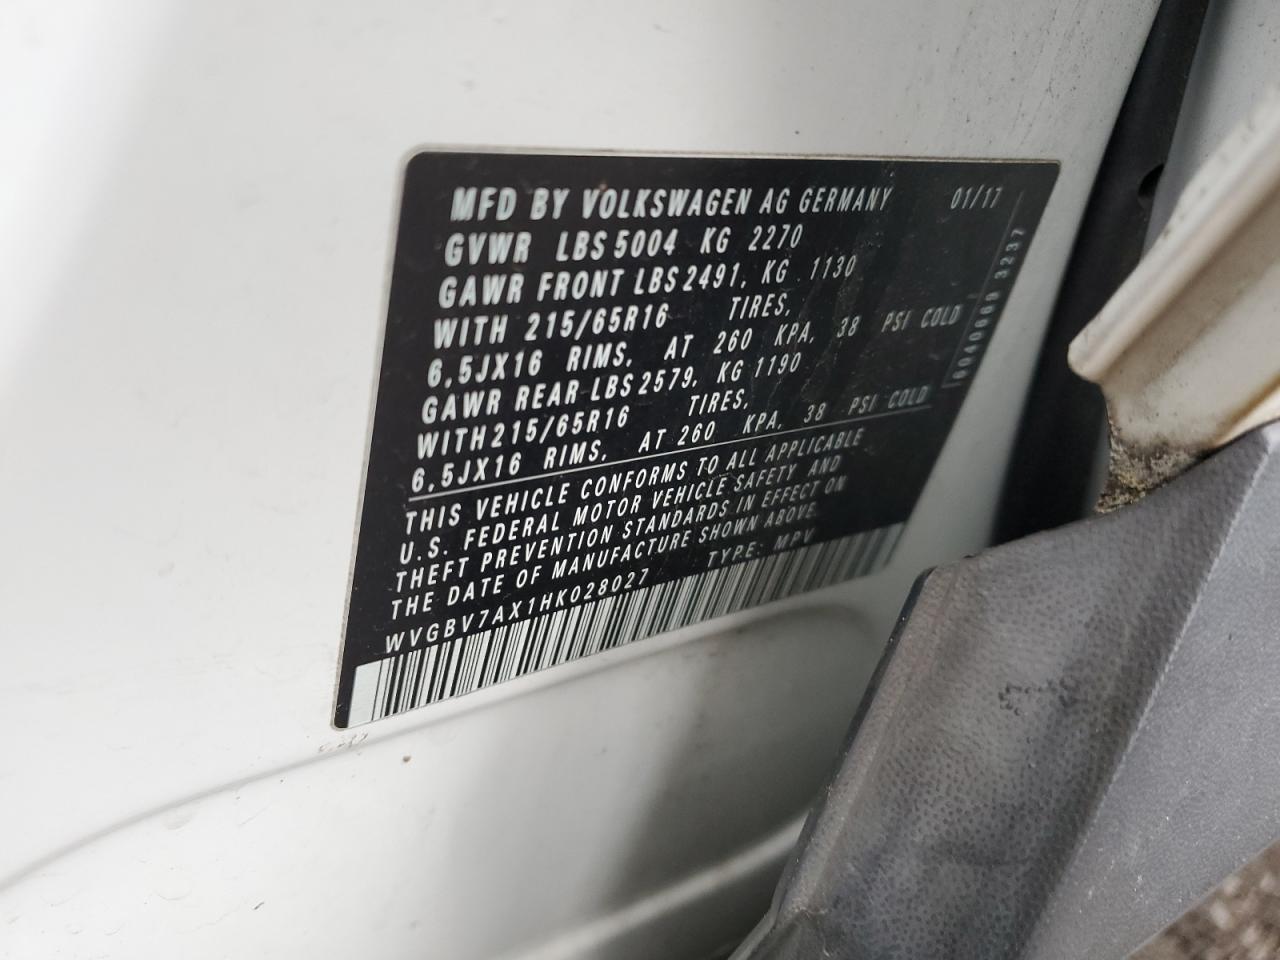 MFD BY VOLKSWAGEN AG GERMANY 01/17
GVWR LBS 5004 KG 2270
GAWR FRONT LBS 2491, KG 1130
WITH 215/65R16 TIRES,
6,5JX16 RIMS, AT 260 KPA, 38 PSI COLD
GAWR REAR LBS 2579, KG 1190
WITH 215/65R16 TIRES,
6,5JX16 RIMS, AT 260 KPA, 38 PSI COLD
THIS VEHICLE CONFORMS TO ALL APPLICABLE
U.S. FEDERAL MOTOR VEHICLE SAFETY AND
THEFT PREVENTION STANDARDS IN EFFECT ON
THE DATE OF MANUFACTURE SHOWN ABOVE.
WVGBV7AX1HK028027 TYPE: MPV
3237